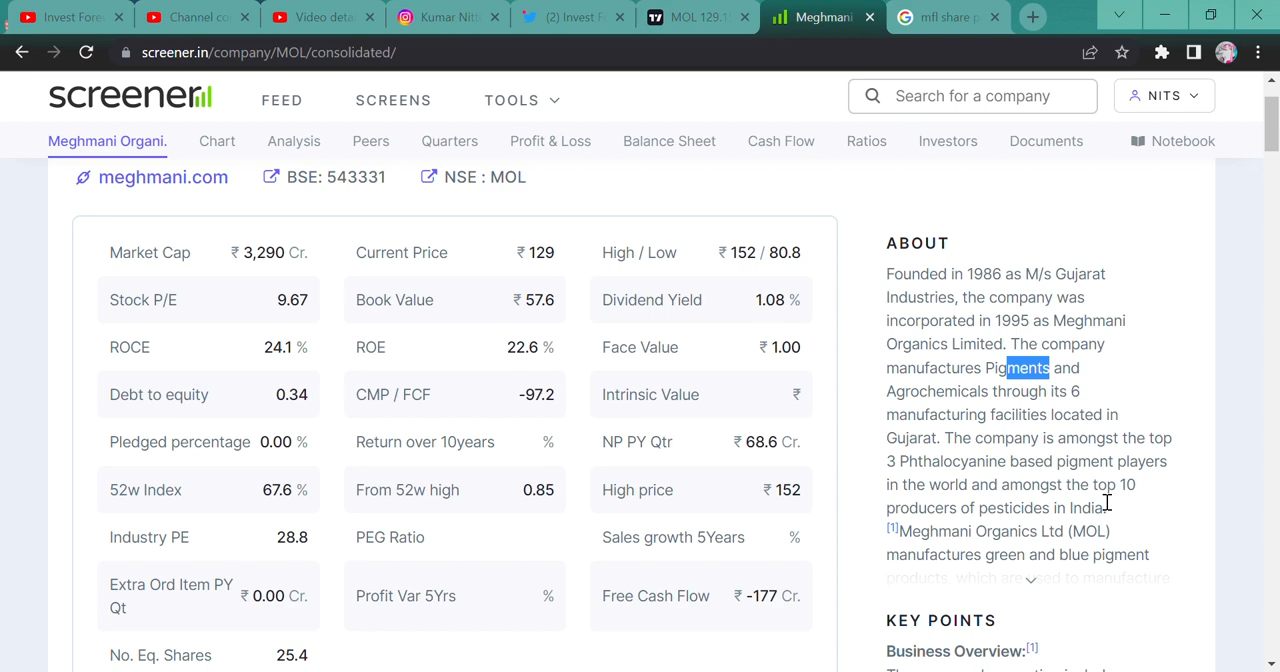 Invest Fores
Channel co
Video deta
Kumar Nitt
(2) Invest F
MOL 129.1
Meghmani
mfl share p
screener.in/company/MOL/consolidated/
screener
FEED
SCREENS
TOOLS
Search for a company
NITS
Meghmani Organi.
Chart
Analysis
Peers
Quarters
Profit & Loss
Balance Sheet
Cash Flow
Ratios
Investors
Documents
Notebook
meghmani.com
BSE: 543331
NSE : MOL
Market Cap ₹ 3,290 Cr.
Current Price ₹ 129
High / Low ₹ 152 / 80.8
Stock P/E 9.67
Book Value ₹ 57.6
Dividend Yield 1.08 %
ROCE 24.1 %
ROE 22.6 %
Face Value ₹ 1.00
Debt to equity 0.34
CMP / FCF -97.2
Intrinsic Value ₹
Pledged percentage 0.00 %
Return over 10years %
NP PY Qtr ₹ 68.6 Cr.
52w Index 67.6 %
From 52w high 0.85
High price ₹ 152
Industry PE 28.8
PEG Ratio
Sales growth 5Years %
Extra Ord Item PY
Qt ₹ 0.00 Cr.
Profit Var 5Yrs %
Free Cash Flow ₹ -177 Cr.
No. Eq. Shares 25.4
ABOUT
Founded in 1986 as M/s Gujarat
Industries, the company was
incorporated in 1995 as Meghmani
Organics Limited. The company
manufactures Pigments and
Agrochemicals through its 6
manufacturing facilities located in
Gujarat. The company is amongst the top
3 Phthalocyanine based pigment players
in the world and amongst the top 10
producers of pesticides in India.
[1]Meghmani Organics Ltd (MOL)
manufactures green and blue pigment
products, which are used to manufacture
KEY POINTS
Business Overview:[1]